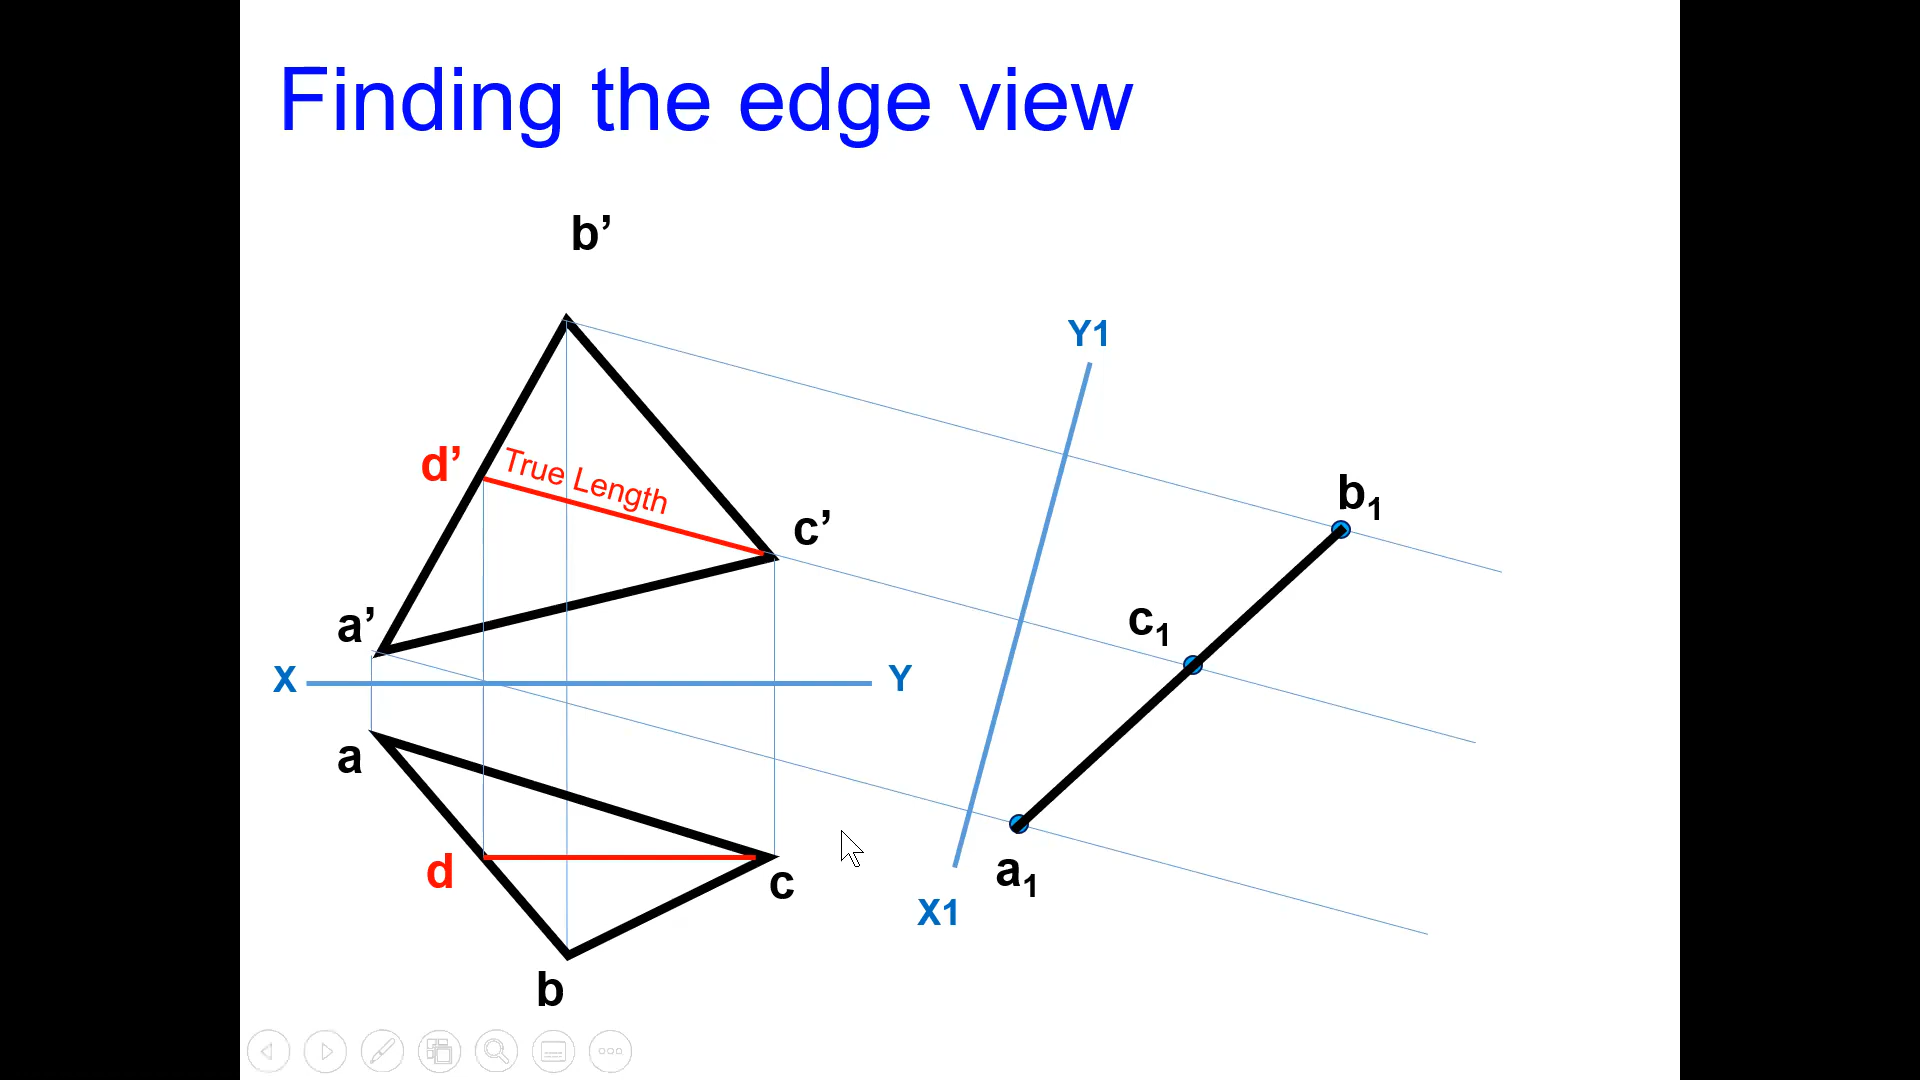 Finding the edge view
b’
Y1
d’
True Length
b1
c’
c1
a’
X
Y
a
d
c
a1
X1
b